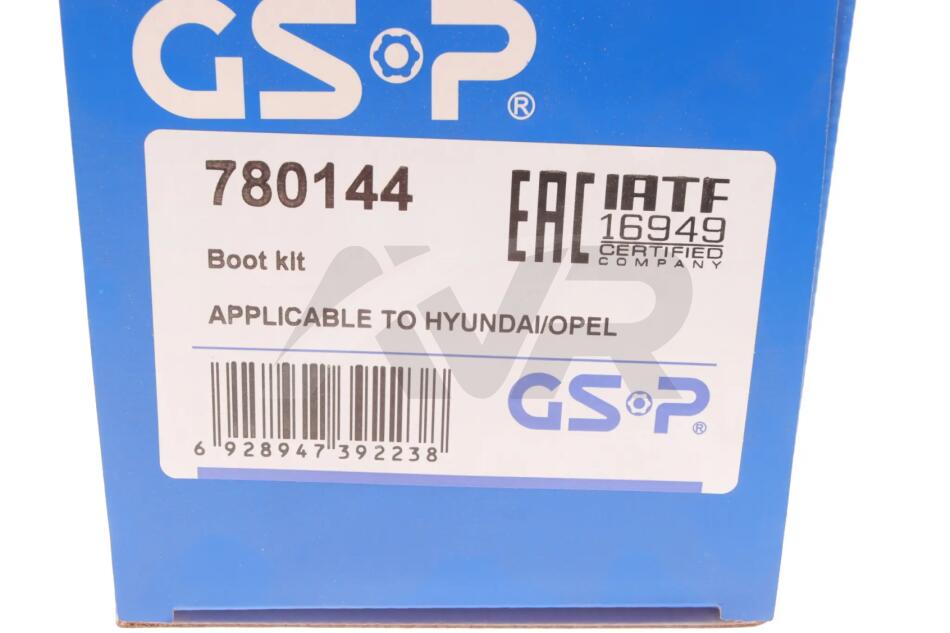 GSP®
780144
EAC
IATF
16949
CERTIFIED
COMPANY
Boot kit
APPLICABLE TO HYUNDAI/OPEL
GSP®
6 928947 392238